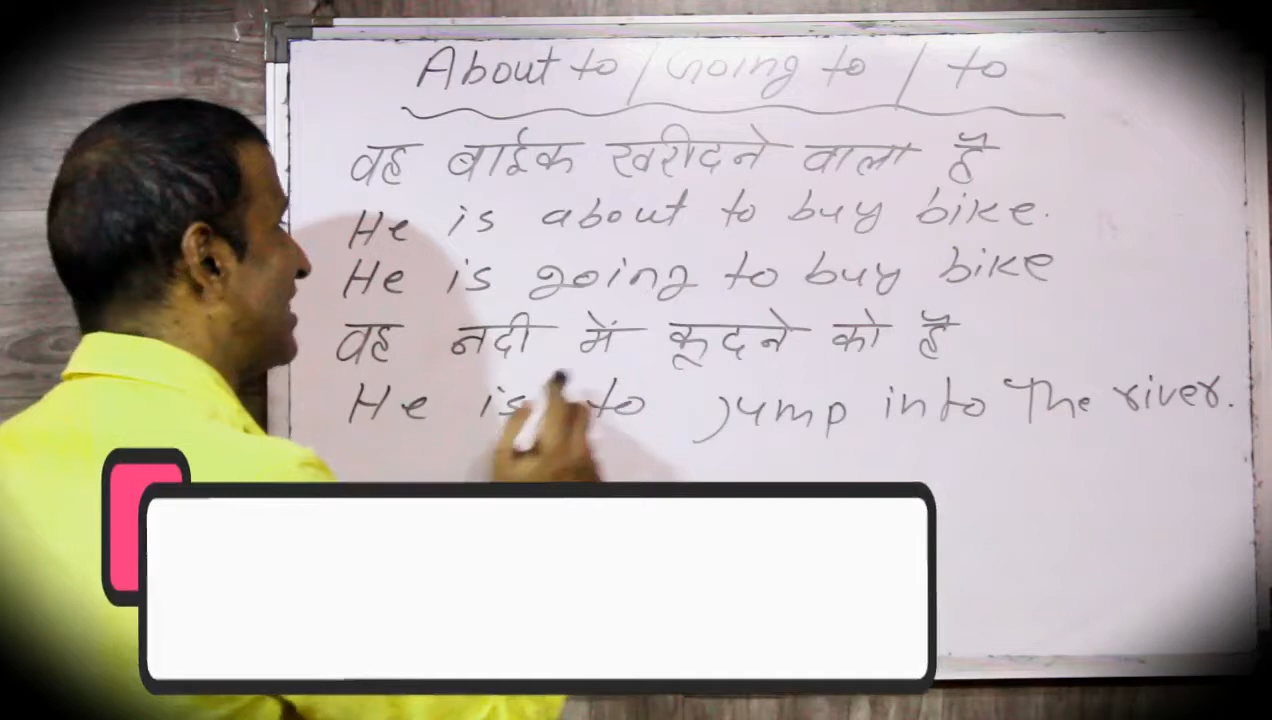 About to / Going to / to
वह बाईक खरीदने वाला है
He is about to buy bike.
He is going to buy bike
वह नदी में कूदने को है
He is to jump into The river.